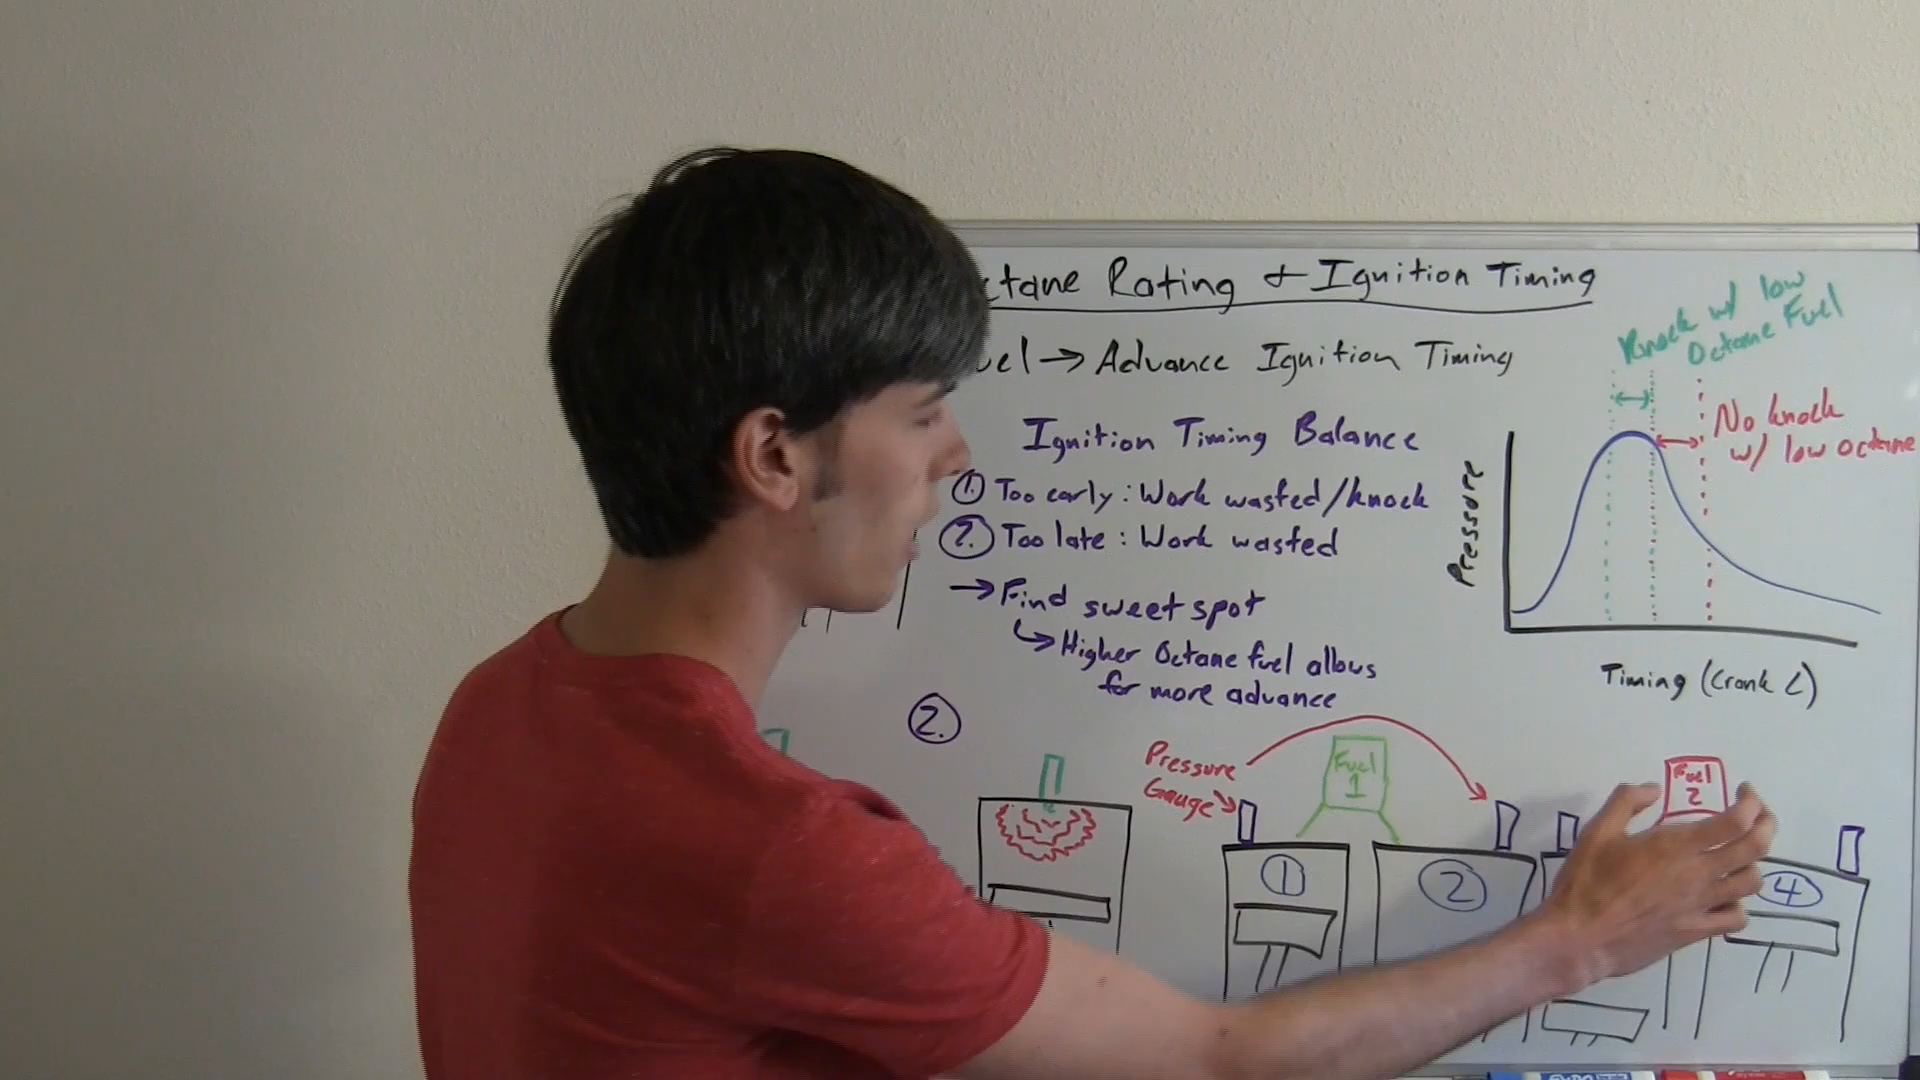 ctane Rating & Ignition Timing
uel → Advance Ignition Timing
Ignition Timing Balance
1. Too early: Work wasted/knock
2. Too late: Work wasted
→ Find sweet spot
↳ Higher Octane fuel allows
for more advance
Knock w/ low
Octane Fuel
No knock
w/ low octane
Pressure
Timing (Crank ∠)
2.
Pressure
Gauge
Fuel
1
Fuel
2
1
2
4